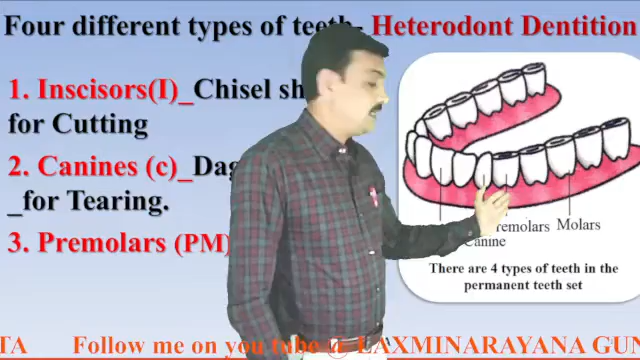 Four different types of teeth- Heterodont Dentition
1. Inscisors(I)_Chisel sh
for Cutting
2. Canines (c)_Dag
_for Tearing.
3. Premolars (PM)
remolars Molars
Canine
There are 4 types of teeth in the
permanent teeth set
TA Follow me on you tube @ LAXMINARAYANA GUN